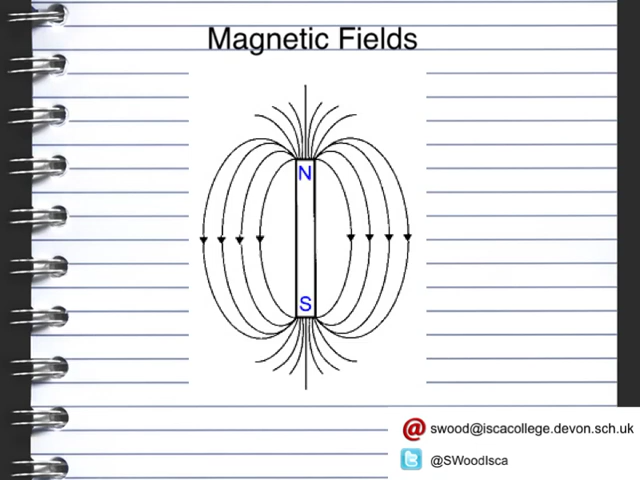 Magnetic Fields
N
S
swood@iscacollege.devon.sch.uk
@SWoodIsca